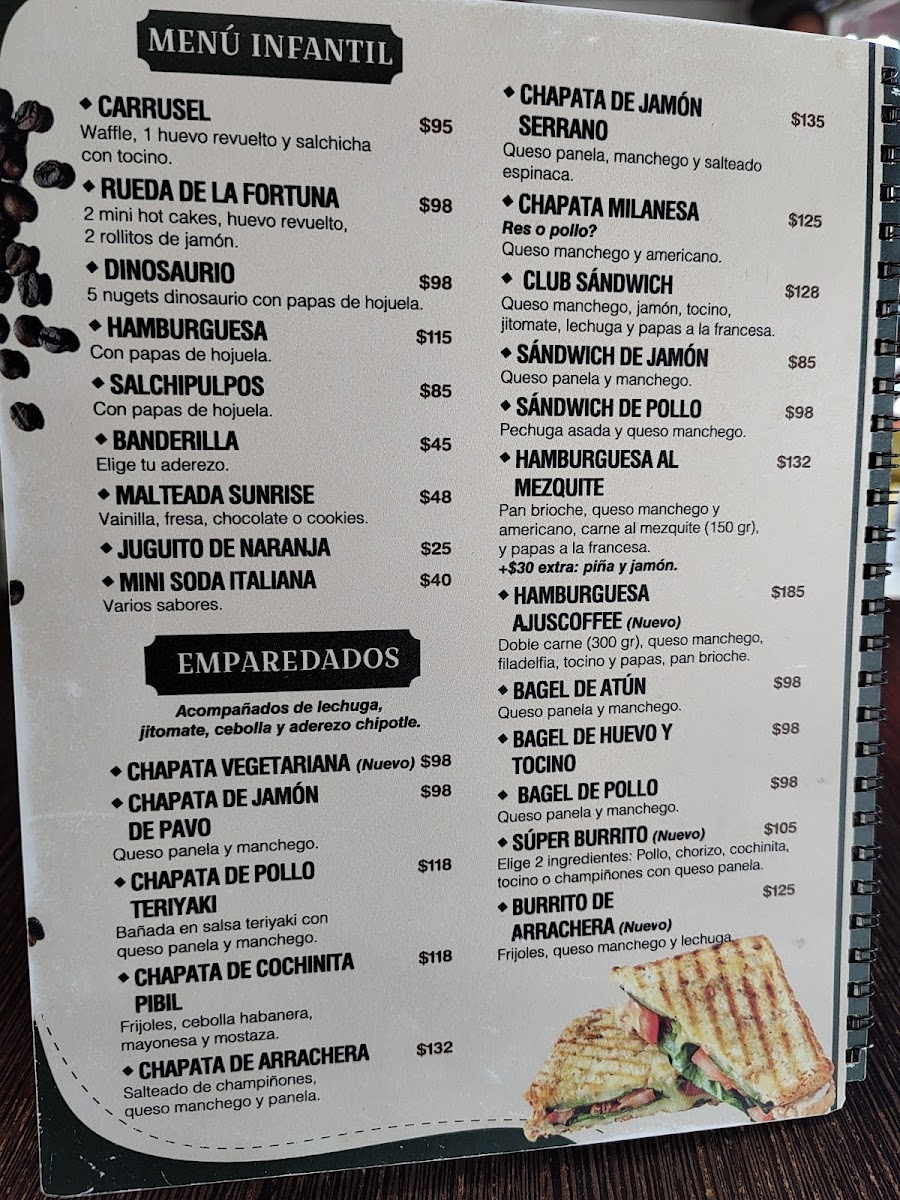 MENÚ INFANTIL
CARRUSEL $95
Waffle, 1 huevo revuelto y salchicha
con tocino.
RUEDA DE LA FORTUNA $98
2 mini hot cakes, huevo revuelto,
2 rollitos de jamón.
DINOSAURIO $98
5 nugets dinosaurio con papas de hojuela.
HAMBURGUESA $115
Con papas de hojuela.
SALCHIPULPOS $85
Con papas de hojuela.
BANDERILLA $45
Elige tu aderezo.
MALTEADA SUNRISE $48
Vainilla, fresa, chocolate o cookies.
JUGUITO DE NARANJA $25
MINI SODA ITALIANA $40
Varios sabores.
EMPAREDADOS
Acompañados de lechuga,
jitomate, cebolla y aderezo chipotle.
CHAPATA VEGETARIANA (Nuevo) $98
CHAPATA DE JAMÓN $98
DE PAVO
Queso panela y manchego.
CHAPATA DE POLLO $118
TERIYAKI
Bañada en salsa teriyaki con
queso panela y manchego.
CHAPATA DE COCHINITA $118
PIBIL
Frijoles, cebolla habanera,
mayonesa y mostaza.
CHAPATA DE ARRACHERA $132
Salteado de champiñones,
queso manchego y panela.
CHAPATA DE JAMÓN $135
SERRANO
Queso panela, manchego y salteado
espinaca.
CHAPATA MILANESA $125
Res o pollo?
Queso manchego y americano.
CLUB SÁNDWICH $128
Queso manchego, jamón, tocino,
jitomate, lechuga y papas a la francesa.
SÁNDWICH DE JAMÓN $85
Queso panela y manchego.
SÁNDWICH DE POLLO $98
Pechuga asada y queso manchego.
HAMBURGUESA AL $132
MEZQUITE
Pan brioche, queso manchego y
americano, carne al mezquite (150 gr),
y papas a la francesa.
+$30 extra: piña y jamón.
HAMBURGUESA $185
AJUSCOFFEE (Nuevo)
Doble carne (300 gr), queso manchego,
filadelfia, tocino y papas, pan brioche.
BAGEL DE ATÚN $98
Queso panela y manchego.
BAGEL DE HUEVO Y $98
TOCINO
BAGEL DE POLLO $98
Queso panela y manchego.
SÚPER BURRITO (Nuevo) $105
Elige 2 ingredientes: Pollo, chorizo, cochinita,
tocino o champiñones con queso panela.
BURRITO DE $125
ARRACHERA (Nuevo)
Frijoles, queso manchego y lechuga